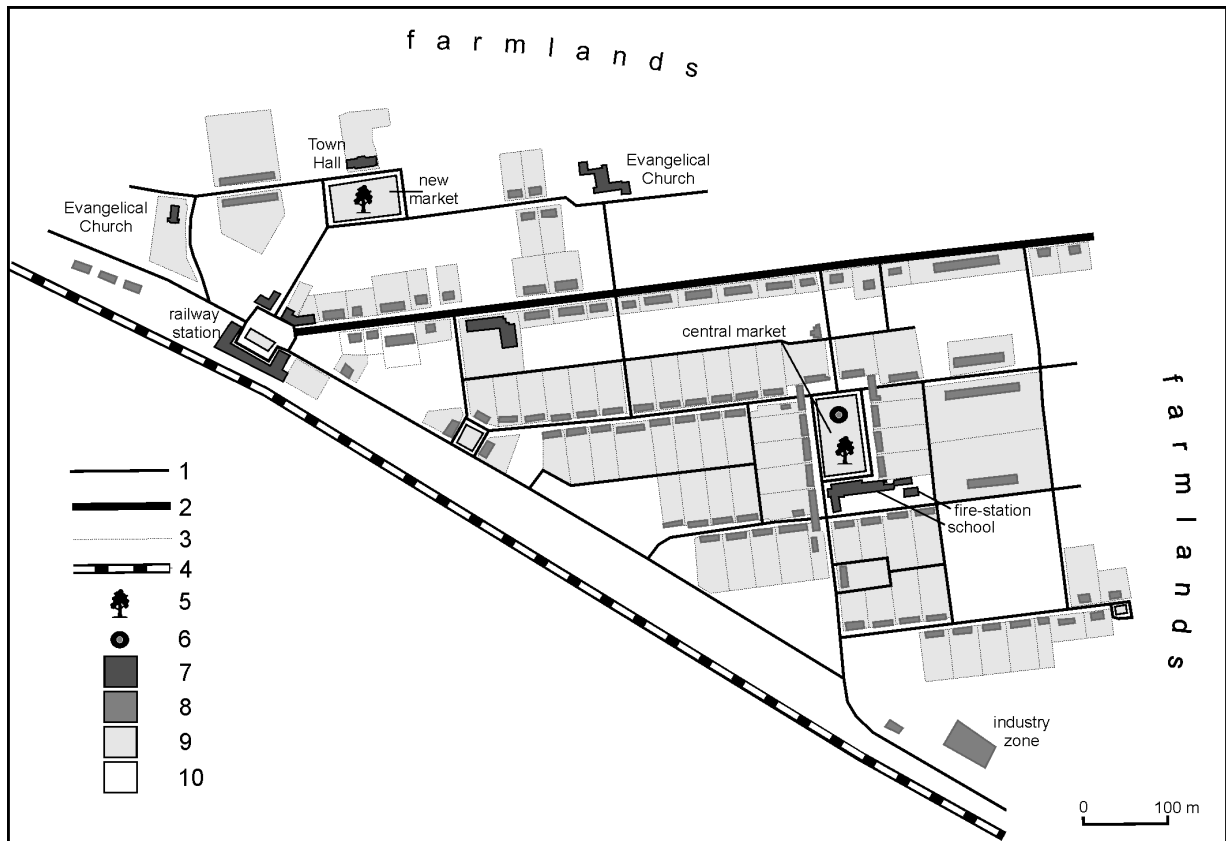 farmlands
Town
Hall
new
market
Evangelical
Church
Evangelical
Church
railway
station
central market
farmlands
fire-station
school
industry
zone
1
2
3
4
5
6
7
8
9
10
0 100 m